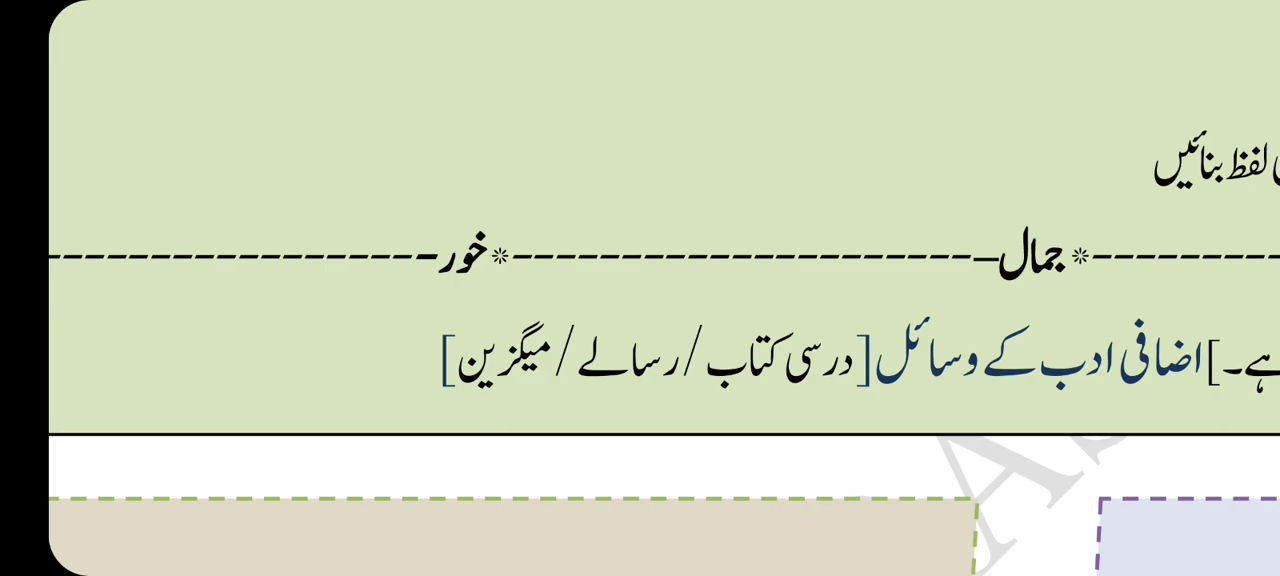 لفظ بنائیں
--------- * جمال–------------------- * خور-----------------
ہے۔]اضافی ادب کے وسائل[ درسی کتاب / رسالے / میگزین]
A